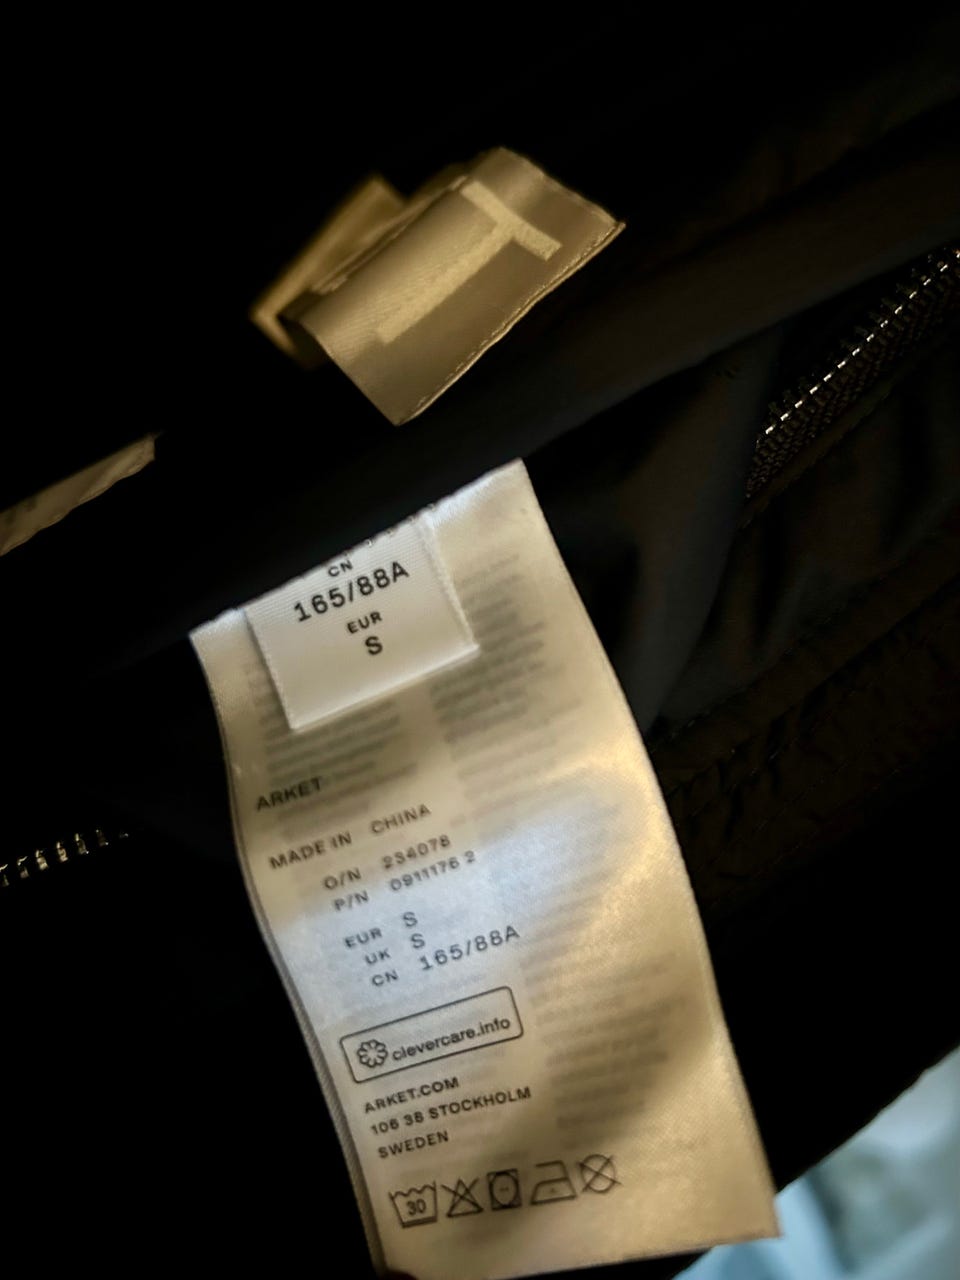 T
CN
165/88A
EUR
S
ARKET
MADE IN CHINA
O/N 234078
P/N 0911176 2
EUR S
UK S
CN 165/88A
clevercare.info
ARKET.COM
106 38 STOCKHOLM
SWEDEN
30